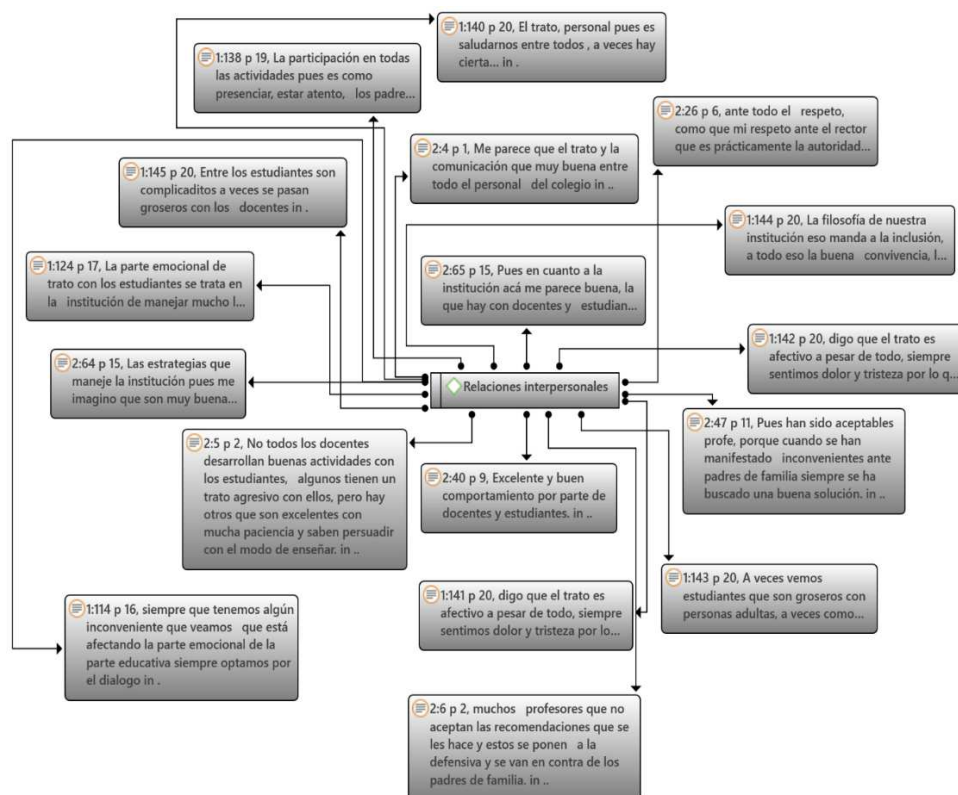 1:140 p 20, El trato, personal pues es
saludarnos entre todos , a veces hay
cierta... in .
1:138 p 19, La participación en todas
las actividades pues es como
presenciar, estar atento, los padre...
2:26 p 6, ante todo el respeto,
como que mi respeto ante el rector
que es prácticamente la autoridad...
2:4 p 1, Me parece que el trato y la
comunicación que muy buena entre
todo el personal del colegio in ..
1:145 p 20, Entre los estudiantes son
complicaditos a veces se pasan
groseros con los docentes in .
1:144 p 20, La filosofía de nuestra
institución eso manda a la inclusión,
a todo eso la buena convivencia, l...
1:124 p 17, La parte emocional de
trato con los estudiantes se trata en
la institución de manejar mucho l...
2:65 p 15, Pues en cuanto a la
institución acá me parece buena, la
que hay con docentes y estudian...
1:142 p 20, digo que el trato es
afectivo a pesar de todo, siempre
sentimos dolor y tristeza por lo q...
2:64 p 15, Las estrategias que
maneje la institución pues me
imagino que son muy buena...
Relaciones interpersonales
2:47 p 11, Pues han sido aceptables
profe, porque cuando se han
manifestado inconvenientes ante
padres de familia siempre se ha
buscado una buena solución. in ..
2:5 p 2, No todos los docentes
desarrollan buenas actividades con
los estudiantes, algunos tienen un
trato agresivo con ellos, pero hay
otros que son excelentes con
mucha paciencia y saben persuadir
con el modo de enseñar. in ..
2:40 p 9, Excelente y buen
comportamiento por parte de
docentes y estudiantes. in ..
1:143 p 20, A veces vemos
estudiantes que son groseros con
personas adultas, a veces como...
1:141 p 20, digo que el trato es
afectivo a pesar de todo, siempre
sentimos dolor y tristeza por lo...
1:114 p 16, siempre que tenemos algún
inconveniente que veamos que está
afectando la parte emocional de la
parte educativa siempre optamos por
el dialogo in .
2:6 p 2, muchos profesores que no
aceptan las recomendaciones que se
les hace y estos se ponen a la
defensiva y se van en contra de los
padres de familia. in ..